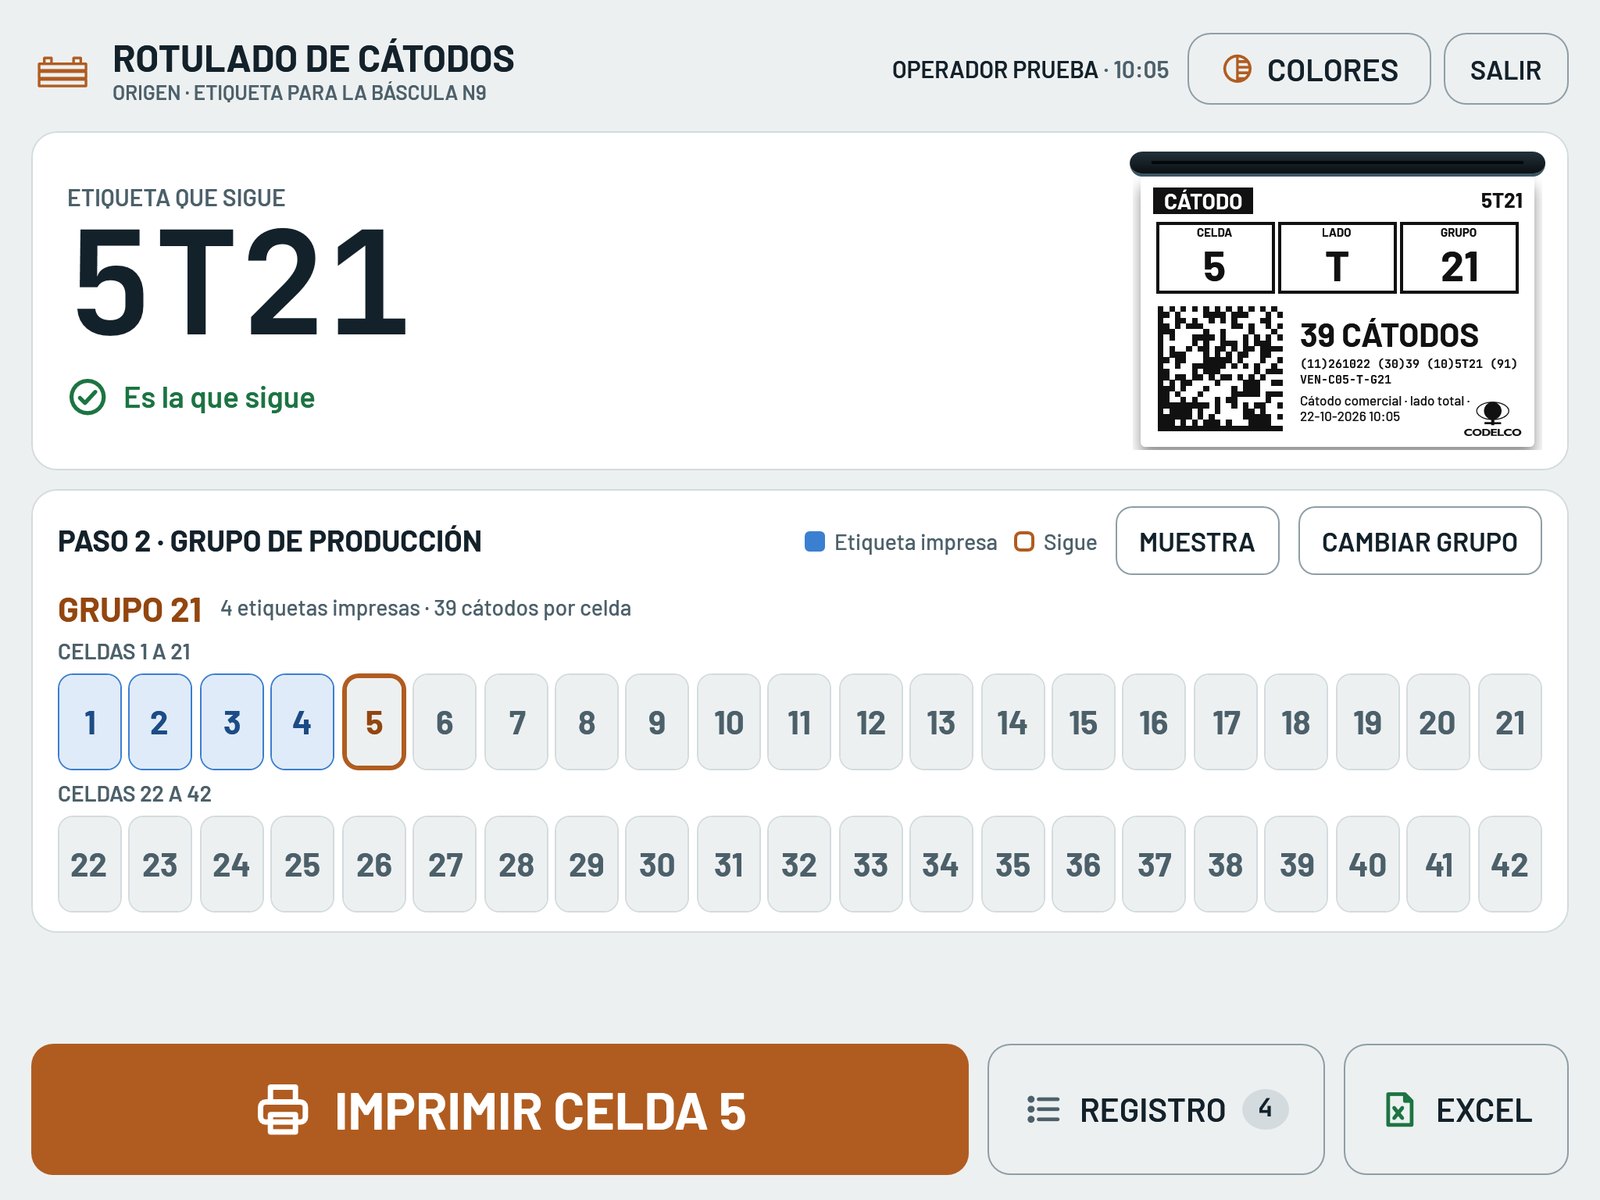 ROTULADO DE CÁTODOS
ORIGEN · ETIQUETA PARA LA BÁSCULA N9
OPERADOR PRUEBA · 10:05
COLORES
SALIR
ETIQUETA QUE SIGUE
5T21
Es la que sigue
CÁTODO
5T21
CELDA
5
LADO
T
GRUPO
21
39 CÁTODOS
(11)261022 (30)39 (10)5T21 (91)
VEN-C05-T-G21
Cátodo comercial · lado total ·
22-10-2026 10:05
CODELCO
PASO 2 · GRUPO DE PRODUCCIÓN
Etiqueta impresa
Sigue
MUESTRA
CAMBIAR GRUPO
GRUPO 21
4 etiquetas impresas · 39 cátodos por celda
CELDAS 1 A 21
1 2 3 4 5 6 7 8 9 10 11 12 13 14 15 16 17 18 19 20 21
CELDAS 22 A 42
22 23 24 25 26 27 28 29 30 31 32 33 34 35 36 37 38 39 40 41 42
IMPRIMIR CELDA 5
REGISTRO 4
EXCEL